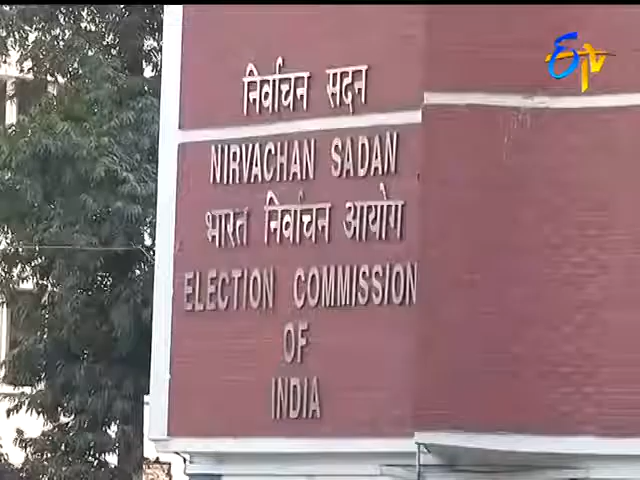 ETV
निर्वाचन सदन
NIRVACHAN SADAN
भारत निर्वाचन आयोग
ELECTION COMMISSION
OF
INDIA